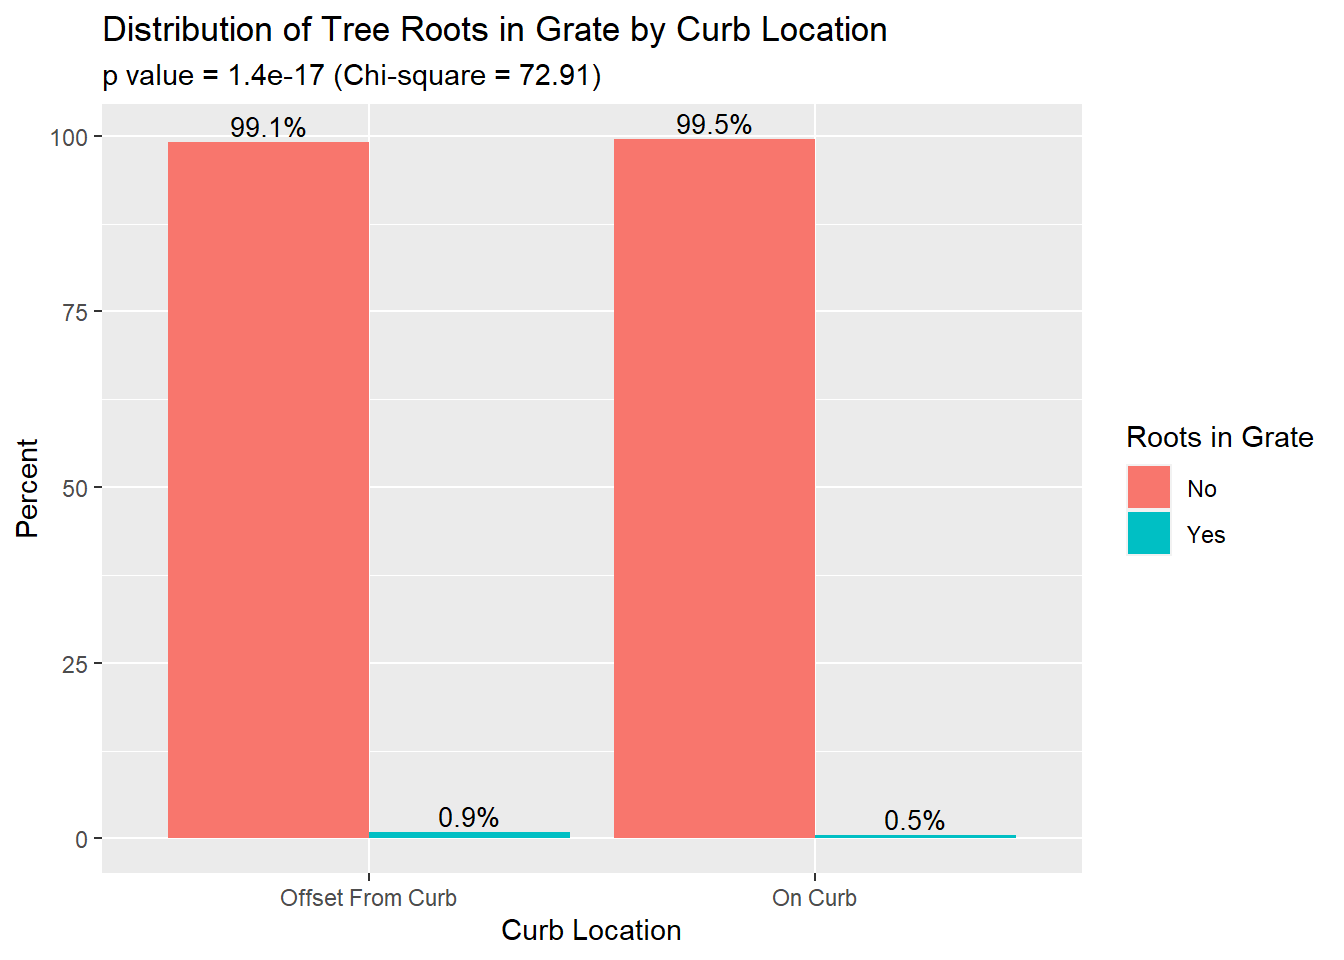 Distribution of Tree Roots in Grate by Curb Location
p value = 1.4e-17 (Chi-square = 72.91)
99.1%
99.5%
100
75
50
25
0
Percent
0.9%
0.5%
Offset From Curb
On Curb
Curb Location
Roots in Grate
No
Yes